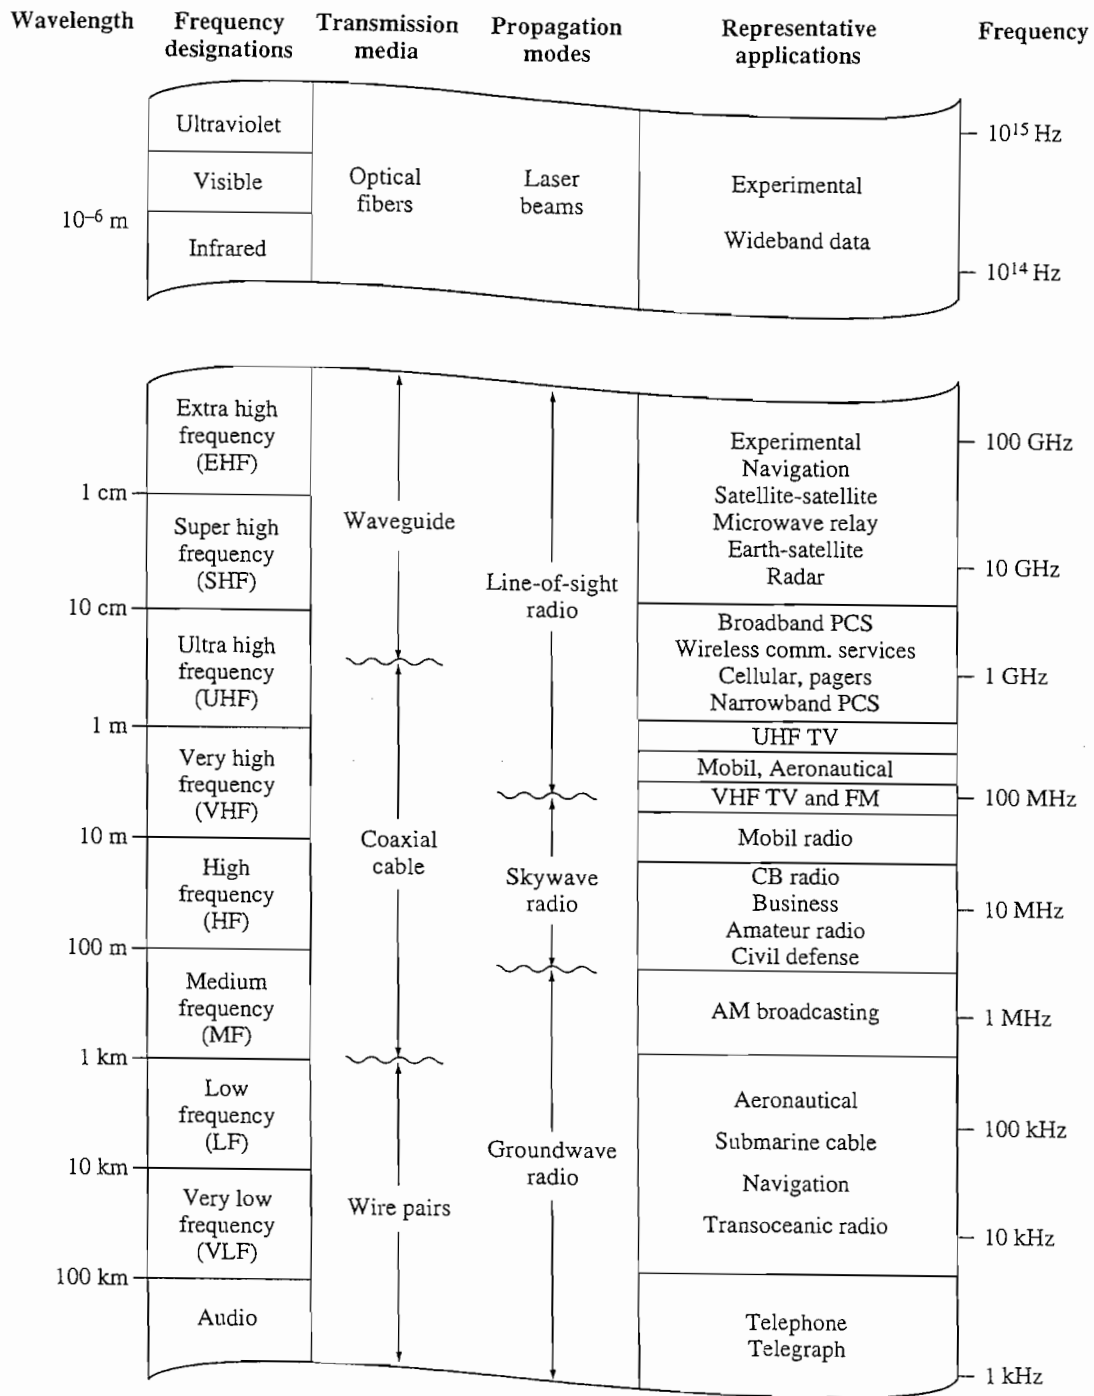 Wavelength
Frequency
designations
Transmission
media
Propagation
modes
Representative
applications
Frequency
Ultraviolet
Visible
Infrared
10–6 m
Optical
fibers
Laser
beams
Experimental
Wideband data
10¹⁵ Hz
10¹⁴ Hz
Extra high
frequency
(EHF)
1 cm
Super high
frequency
(SHF)
10 cm
Ultra high
frequency
(UHF)
1 m
Very high
frequency
(VHF)
10 m
High
frequency
(HF)
100 m
Medium
frequency
(MF)
1 km
Low
frequency
(LF)
10 km
Very low
frequency
(VLF)
100 km
Audio
Waveguide
Coaxial
cable
Wire pairs
Line-of-sight
radio
Skywave
radio
Groundwave
radio
Experimental
Navigation
Satellite-satellite
Microwave relay
Earth-satellite
Radar
Broadband PCS
Wireless comm. services
Cellular, pagers
Narrowband PCS
UHF TV
Mobil, Aeronautical
VHF TV and FM
Mobil radio
CB radio
Business
Amateur radio
Civil defense
AM broadcasting
Aeronautical
Submarine cable
Navigation
Transoceanic radio
Telephone
Telegraph
100 GHz
10 GHz
1 GHz
100 MHz
10 MHz
1 MHz
100 kHz
10 kHz
1 kHz